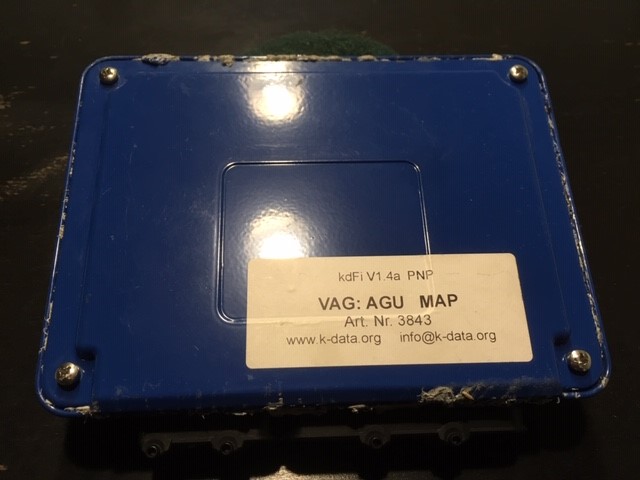 kdFi V1.4a PNP
VAG: AGU MAP
Art. Nr. 3843
www.k-data.org info@k-data.org